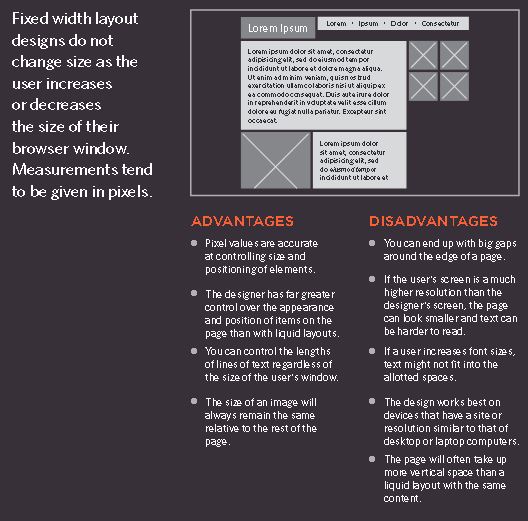 Fixed width layout
designs do not
change size as the
user increases
or decreases
the size of their
browser window.
Measurements tend
to be given in pixels.
Lorem Ipsum
Lorem • Ipsum • Dolor • Consectetur
Lorem ipsum dolor sit amet, consectetur
adipisicing elit, sed do eiusmod tempor
incididunt ut labore et dolore magna aliqua.
Ut enim ad minim veniam, quis nostrud
exercitation ullamco laboris nisi ut aliquip ex
ea commodo consequat. Duis aute irure dolor
in reprehenderit in voluptate velit esse cillum
dolore eu fugiat nulla pariatur. Excepteur sint
occaecat.
Lorem ipsum dolor
sit amet, consectetur
adipisicing elit, sed
do eiusmod tempor
incididunt ut labore et
ADVANTAGES
Pixel values are accurate
at controlling size and
positioning of elements.
The designer has far greater
control over the appearance
and position of items on the
page than with liquid layouts.
You can control the lengths
of lines of text regardless of
the size of the user's window.
The size of an image will
always remain the same
relative to the rest of the
page.
DISADVANTAGES
You can end up with big gaps
around the edge of a page.
If the user's screen is a much
higher resolution than the
designer's screen, the page
can look smaller and text can
be harder to read.
If a user increases font sizes,
text might not fit into the
allotted spaces.
The design works best on
devices that have a site or
resolution similar to that of
desktop or laptop computers.
The page will often take up
more vertical space than a
liquid layout with the same
content.